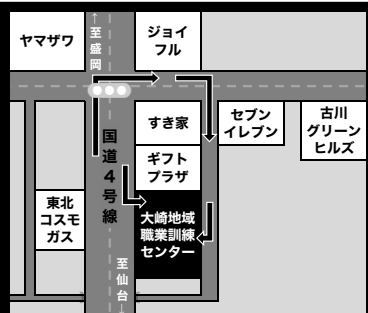 ヤマザワ
↑至盛岡
ジョイ
フル
国道４号線
すき家
セブン
イレブン
古川
グリーン
ヒルズ
ギフト
プラザ
東北
コスモ
ガス
大崎地域
職業訓練
センター
至仙台↓